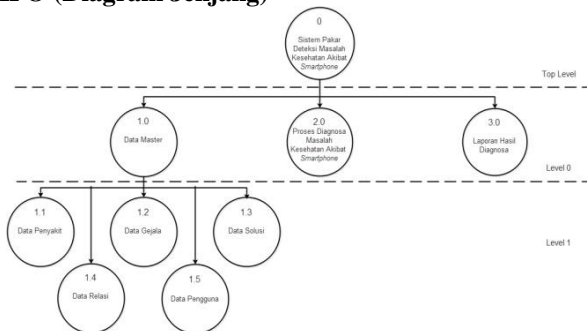 (Diagram Jenjang)
0
Sistem Pakar
Deteksi Masalah
Kesehatan Akibat
Smartphone
Top Level
1.0
Data Master
2.0
Proses Diagnosa
Masalah
Kesehatan Akibat
Smartphone
3.0
Laporan Hasil
Diagnosa
Level 0
1.1
Data Penyakit
1.2
Data Gejala
1.3
Data Solusi
Level 1
1.4
Data Relasi
1.5
Data Pengguna